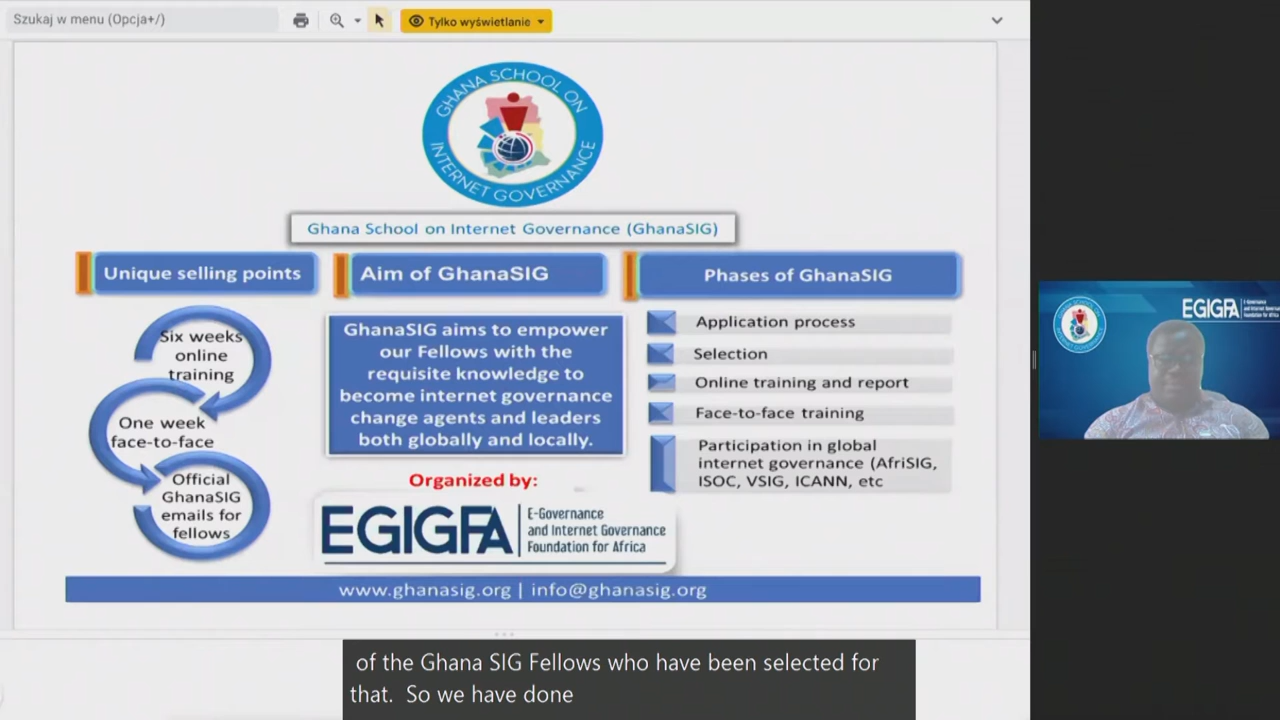 Szukaj w menu (Opcja+/)
Tylko wyświetlanie
GHANA SCHOOL ON
INTERNET GOVERNANCE
Ghana School on Internet Governance (GhanaSIG)
Unique selling points
Six weeks
online
training
One week
face-to-face
Official
GhanaSIG
emails for
fellows
Aim of GhanaSIG
GhanaSIG aims to empower
our Fellows with the
requisite knowledge to
become internet governance
change agents and leaders
both globally and locally.
Organized by:
EGIGFA
E-Governance
and Internet Governance
Foundation for Africa
Phases of GhanaSIG
Application process
Selection
Online training and report
Face-to-face training
Participation in global
internet governance (AfriSIG,
ISOC, VSIG, ICANN, etc
www.ghanasig.org | info@ghanasig.org
EGIGFA
of the Ghana SIG Fellows who have been selected for
that.  So we have done